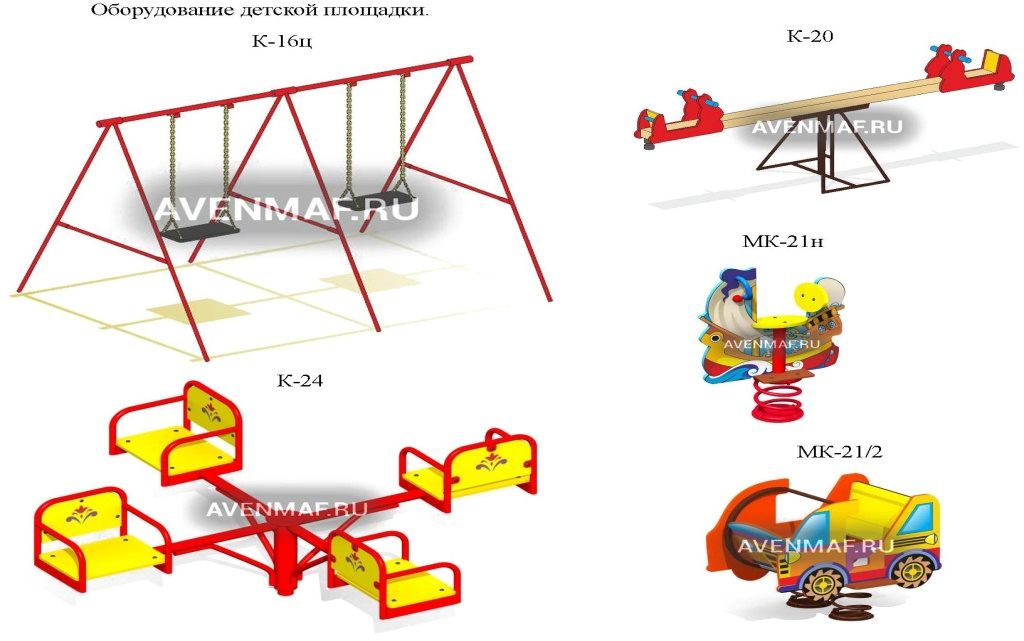 Оборудование детской площадки.
К-16ц
AVENMAF.RU
К-20
AVENMAF.RU
МК-21н
AVENMAF.RU
К-24
AVENMAF.RU
МК-21/2
AVENMAF.RU